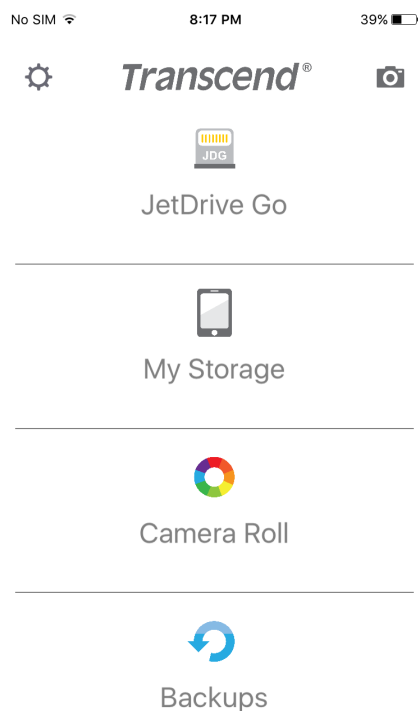 No SIM 8:17 PM 39%
Transcend®
JDG
JetDrive Go
My Storage
Camera Roll
Backups